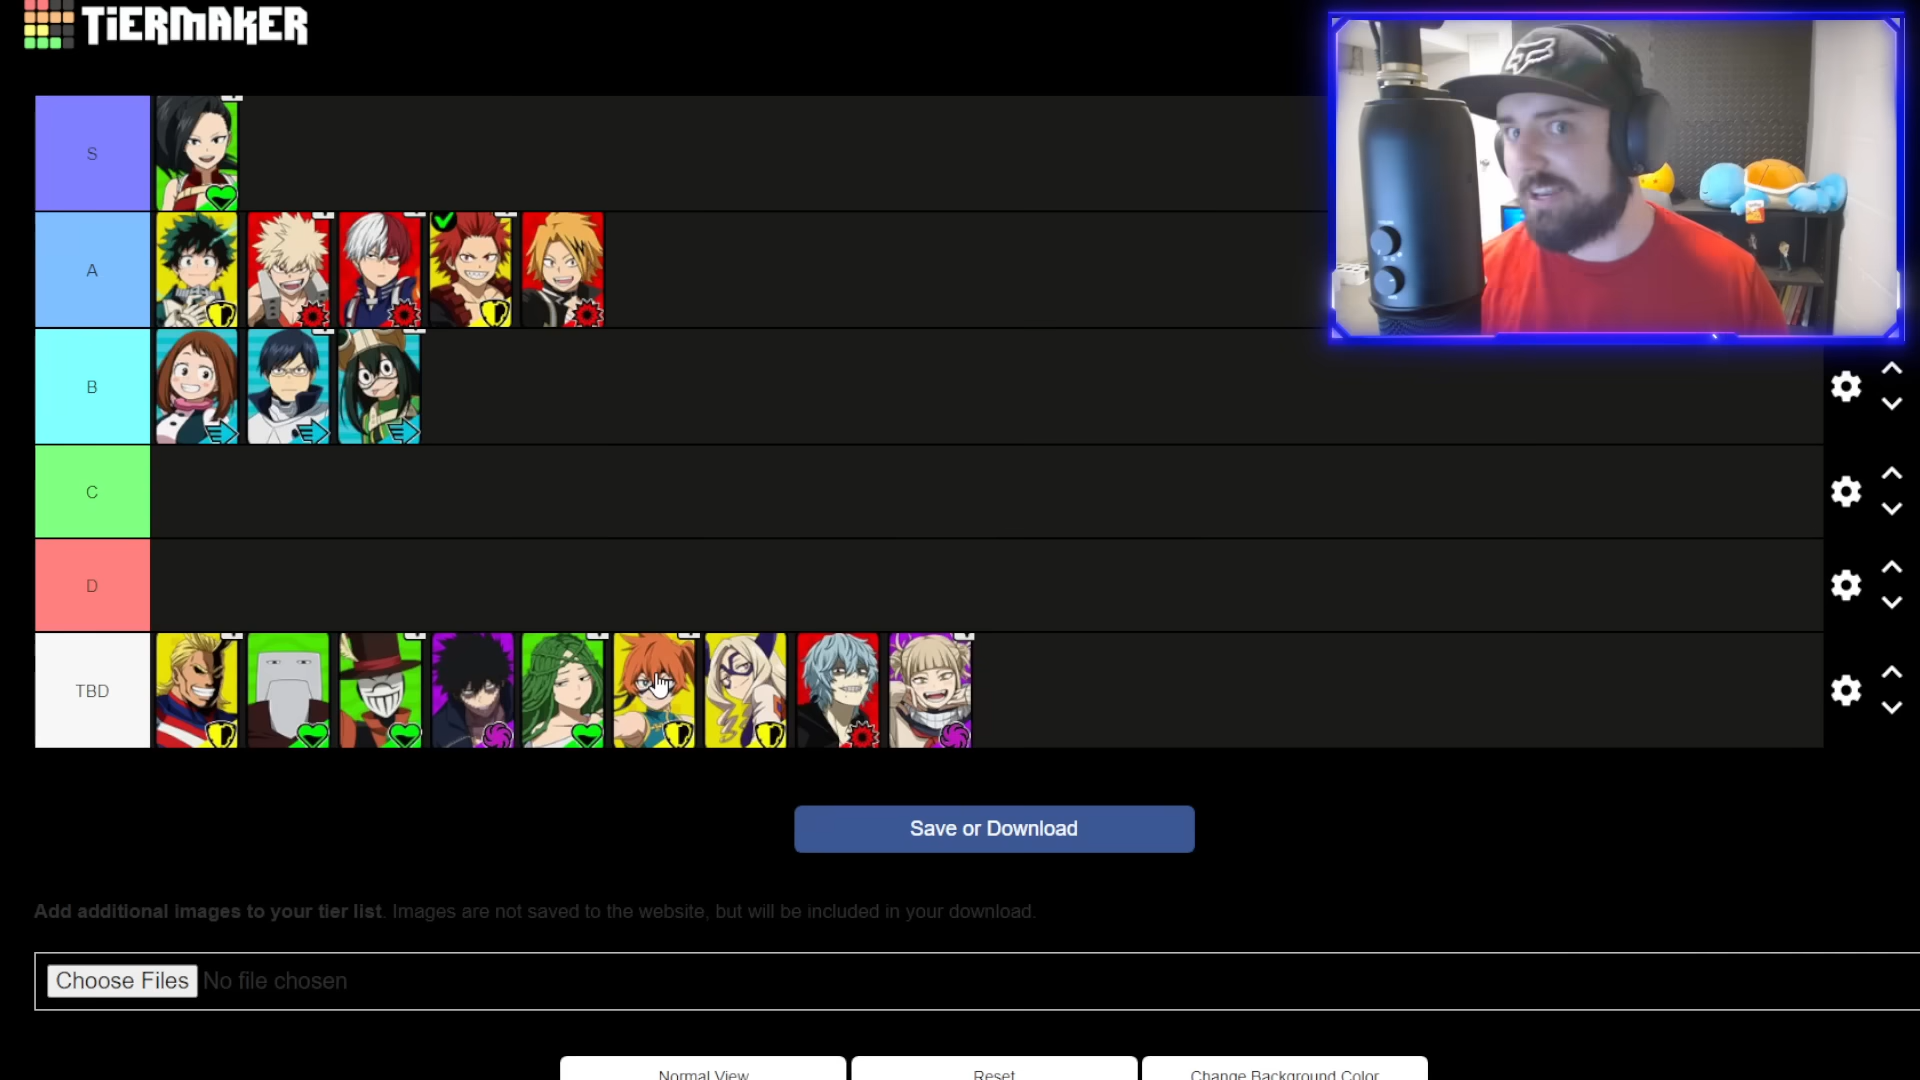 TiERMAKER
S
A
B
C
D
TBD
Save or Download
Add additional images to your tier list. Images are not saved to the website, but will be included in your download.
Choose Files No file chosen
Normal View
Reset
Change Background Color